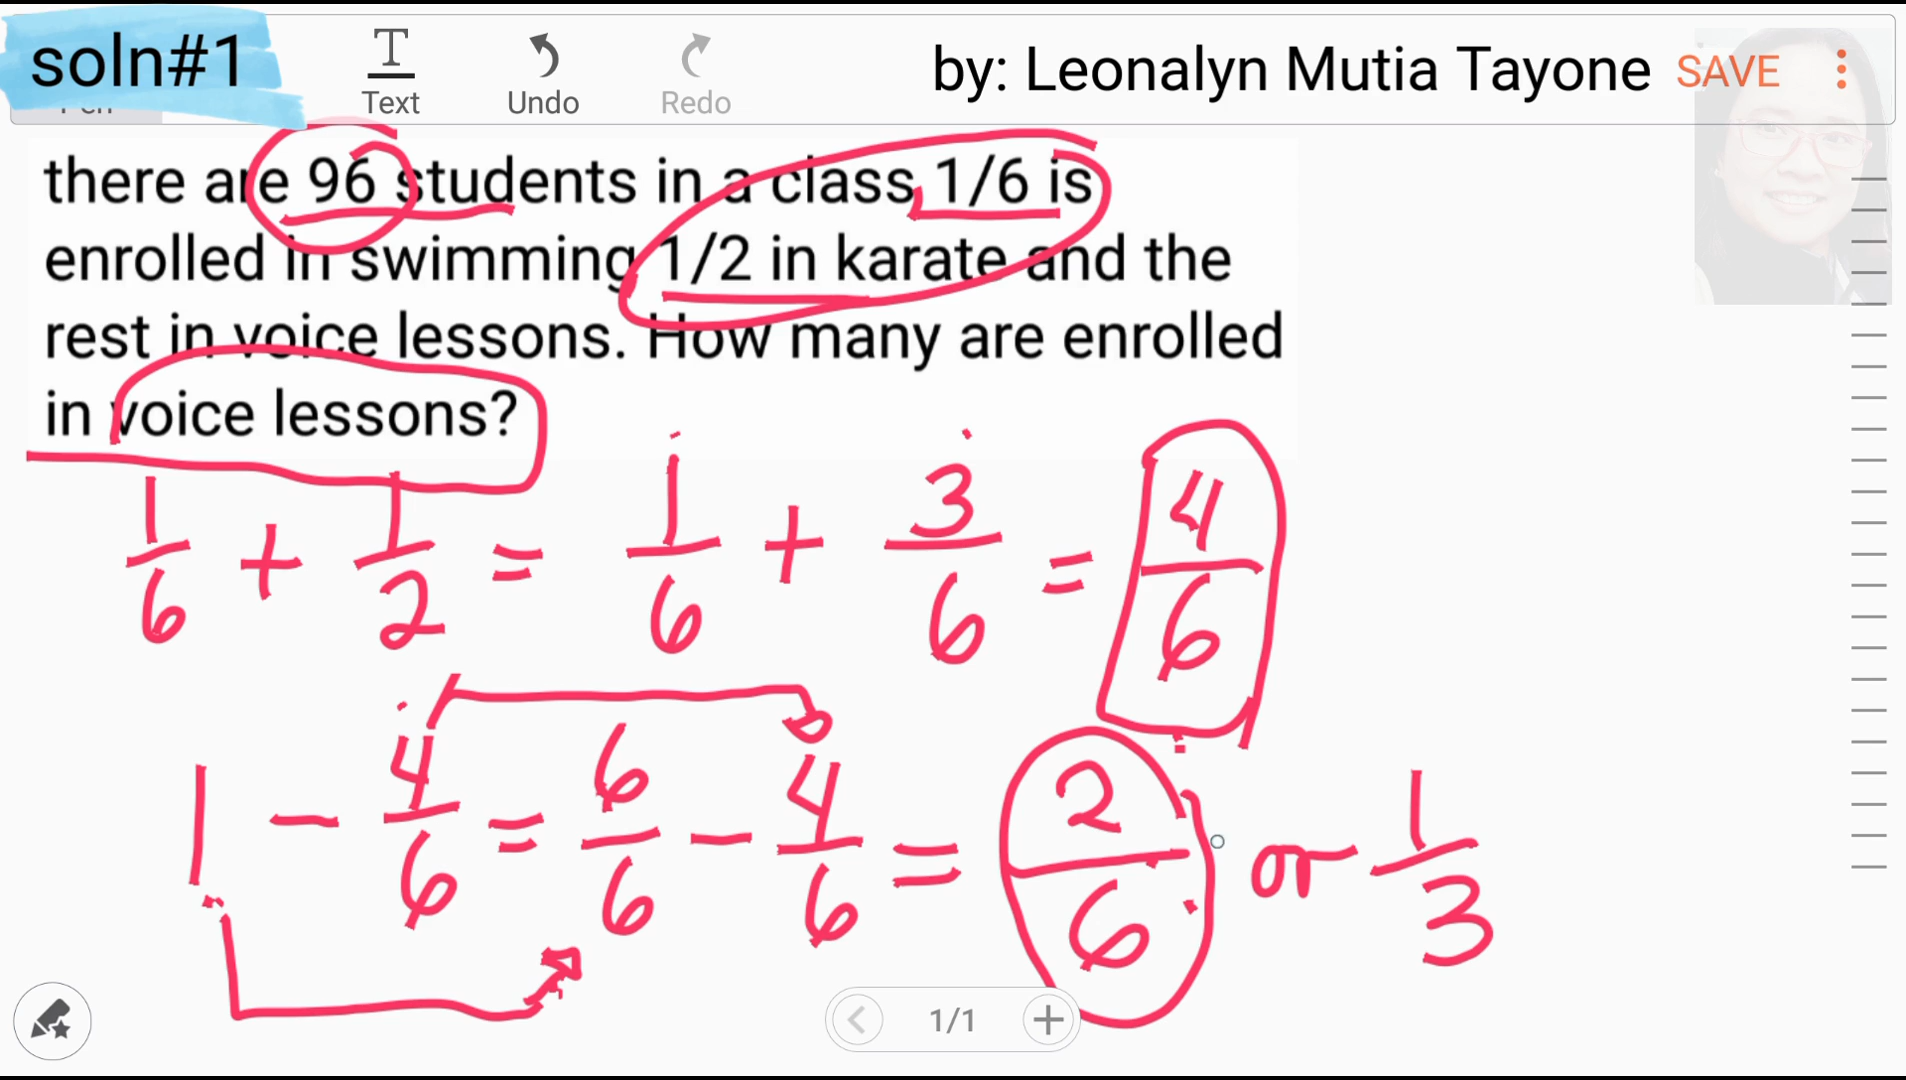 soln#1
Text
Undo
Redo
by: Leonalyn Mutia Tayone
SAVE
there are 96 students in a class, 1/6 is
enrolled in swimming 1/2 in karate and the
rest in voice lessons. How many are enrolled
in voice lessons?
1/6 + 1/2 = 1/6 + 3/6 = 4/6
1 - 4/6 = 6/6 - 4/6 = 2/6 or 1/3
1/1